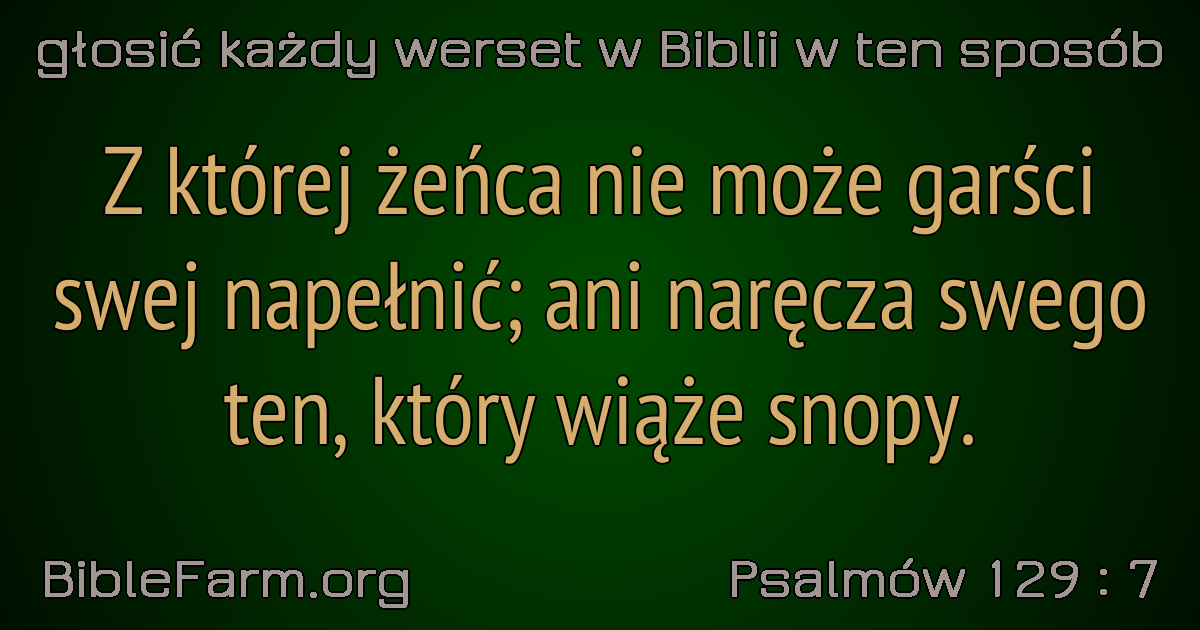 głosić każdy werset w Biblii w ten sposób
Z której żeńca nie może garści
swej napełnić; ani naręcza swego
ten, który wiąże snopy.
BibleFarm.org
Psalmów 129 : 7